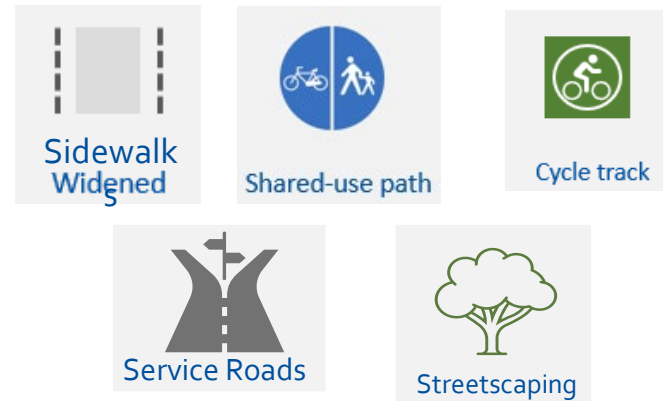 Sidewalk
s
Widened
Shared-use path
Cycle track
Service Roads
Streetscaping